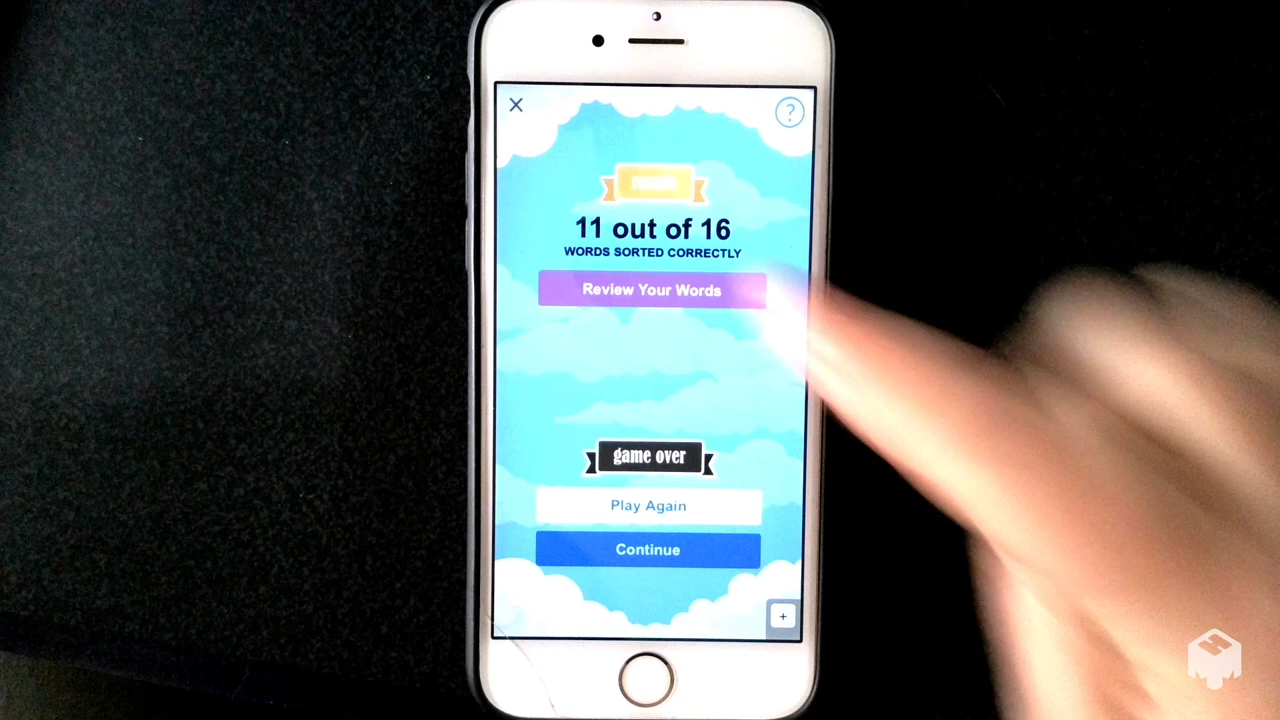 ×
?
11 out of 16
WORDS SORTED CORRECTLY
Review Your Words
game over
Play Again
Continue
+